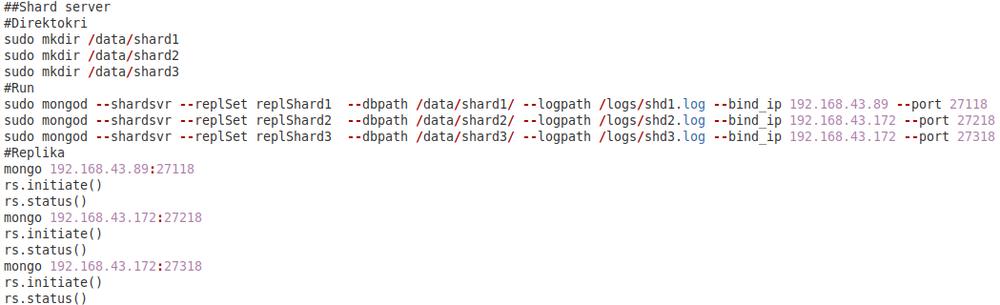 ##Shard server
#Direktokri
sudo mkdir /data/shard1
sudo mkdir /data/shard2
sudo mkdir /data/shard3
#Run
sudo mongod --shardsvr --replSet replShard1  --dbpath /data/shard1/ --logpath /logs/shd1.log --bind_ip 192.168.43.89 --port 27118
sudo mongod --shardsvr --replSet replShard2  --dbpath /data/shard2/ --logpath /logs/shd2.log --bind_ip 192.168.43.172 --port 27218
sudo mongod --shardsvr --replSet replShard3  --dbpath /data/shard3/ --logpath /logs/shd3.log --bind_ip 192.168.43.172 --port 27318
#Replika
mongo 192.168.43.89:27118
rs.initiate()
rs.status()
mongo 192.168.43.172:27218
rs.initiate()
rs.status()
mongo 192.168.43.172:27318
rs.initiate()
rs.status()